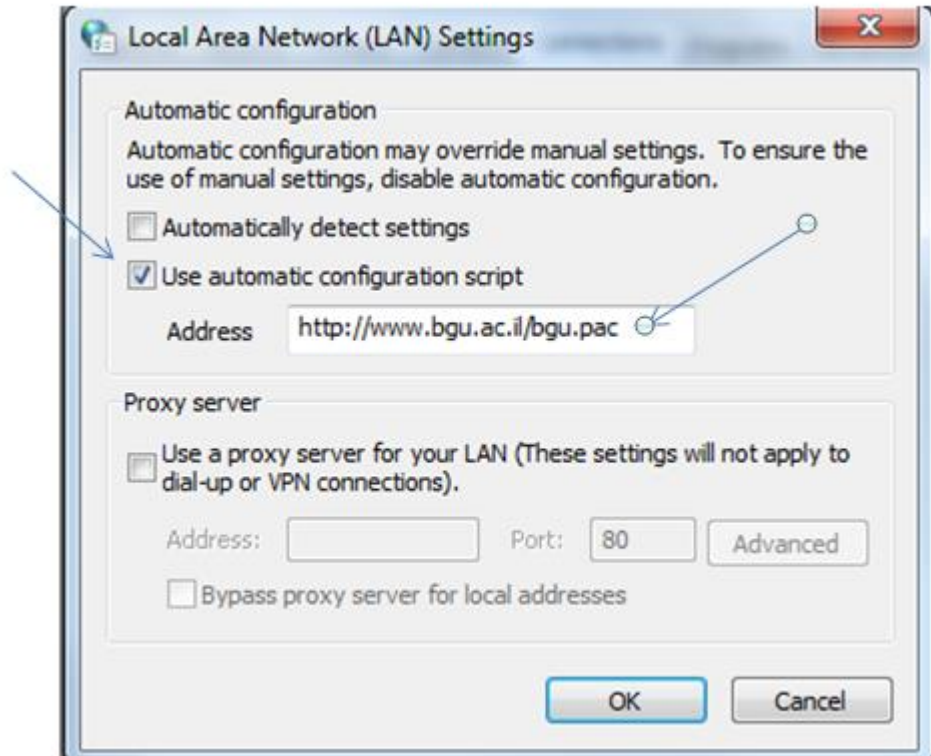 Local Area Network (LAN) Settings
Automatic configuration
Automatic configuration may override manual settings. To ensure the
use of manual settings, disable automatic configuration.
Automatically detect settings
Use automatic configuration script
Address http://www.bgu.ac.il/bgu.pac
Proxy server
Use a proxy server for your LAN (These settings will not apply to
dial-up or VPN connections).
Address: Port: 80 Advanced
Bypass proxy server for local addresses
OK Cancel